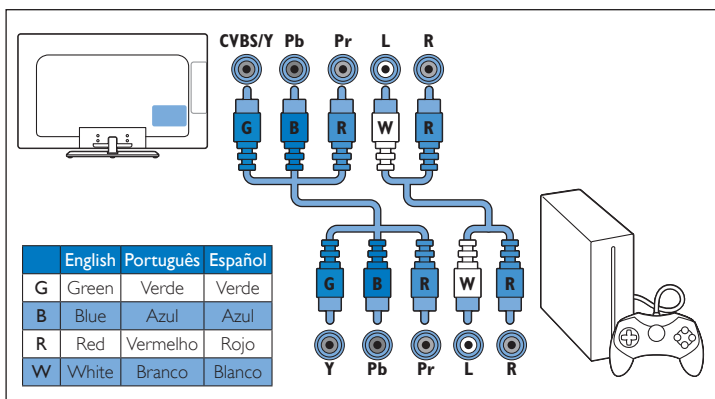 CVBS/Y Pb Pr L R
G B R W R
G B R W R
Y Pb Pr L R
English Português Español
G Green Verde Verde
B Blue Azul Azul
R Red Vermelho Rojo
W White Branco Blanco